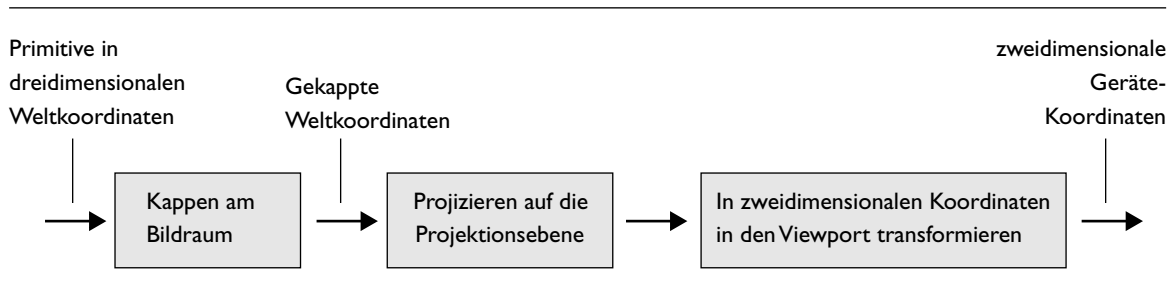 Primitive in
dreidimensionalen
Weltkoordinaten
Gekappte
Weltkoordinaten
zweidimensionale
Geräte-
Koordinaten
Kappen am
Bildraum
Projizieren auf die
Projektionsebene
In zweidimensionalen Koordinaten
in den Viewport transformieren